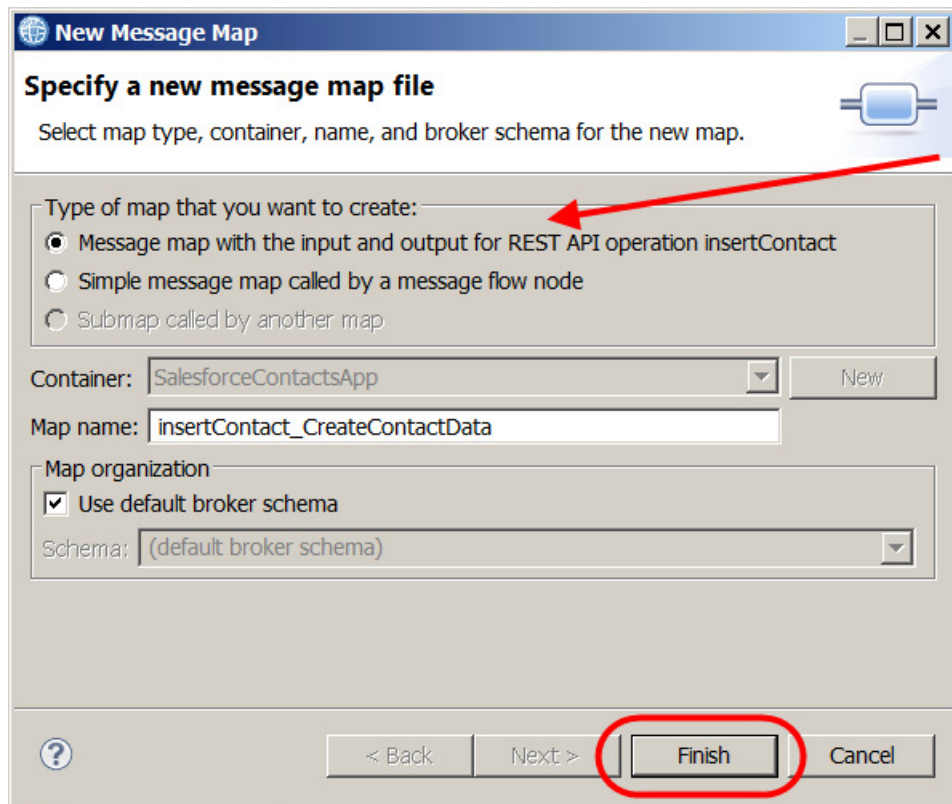 New Message Map
Specify a new message map file
Select map type, container, name, and broker schema for the new map.
Type of map that you want to create:
Message map with the input and output for REST API operation insertContact
Simple message map called by a message flow node
Submap called by another map
Container: SalesforceContactsApp New
Map name: insertContact_CreateContactData
Map organization
Use default broker schema
Schema: (default broker schema)
? < Back Next > Finish Cancel